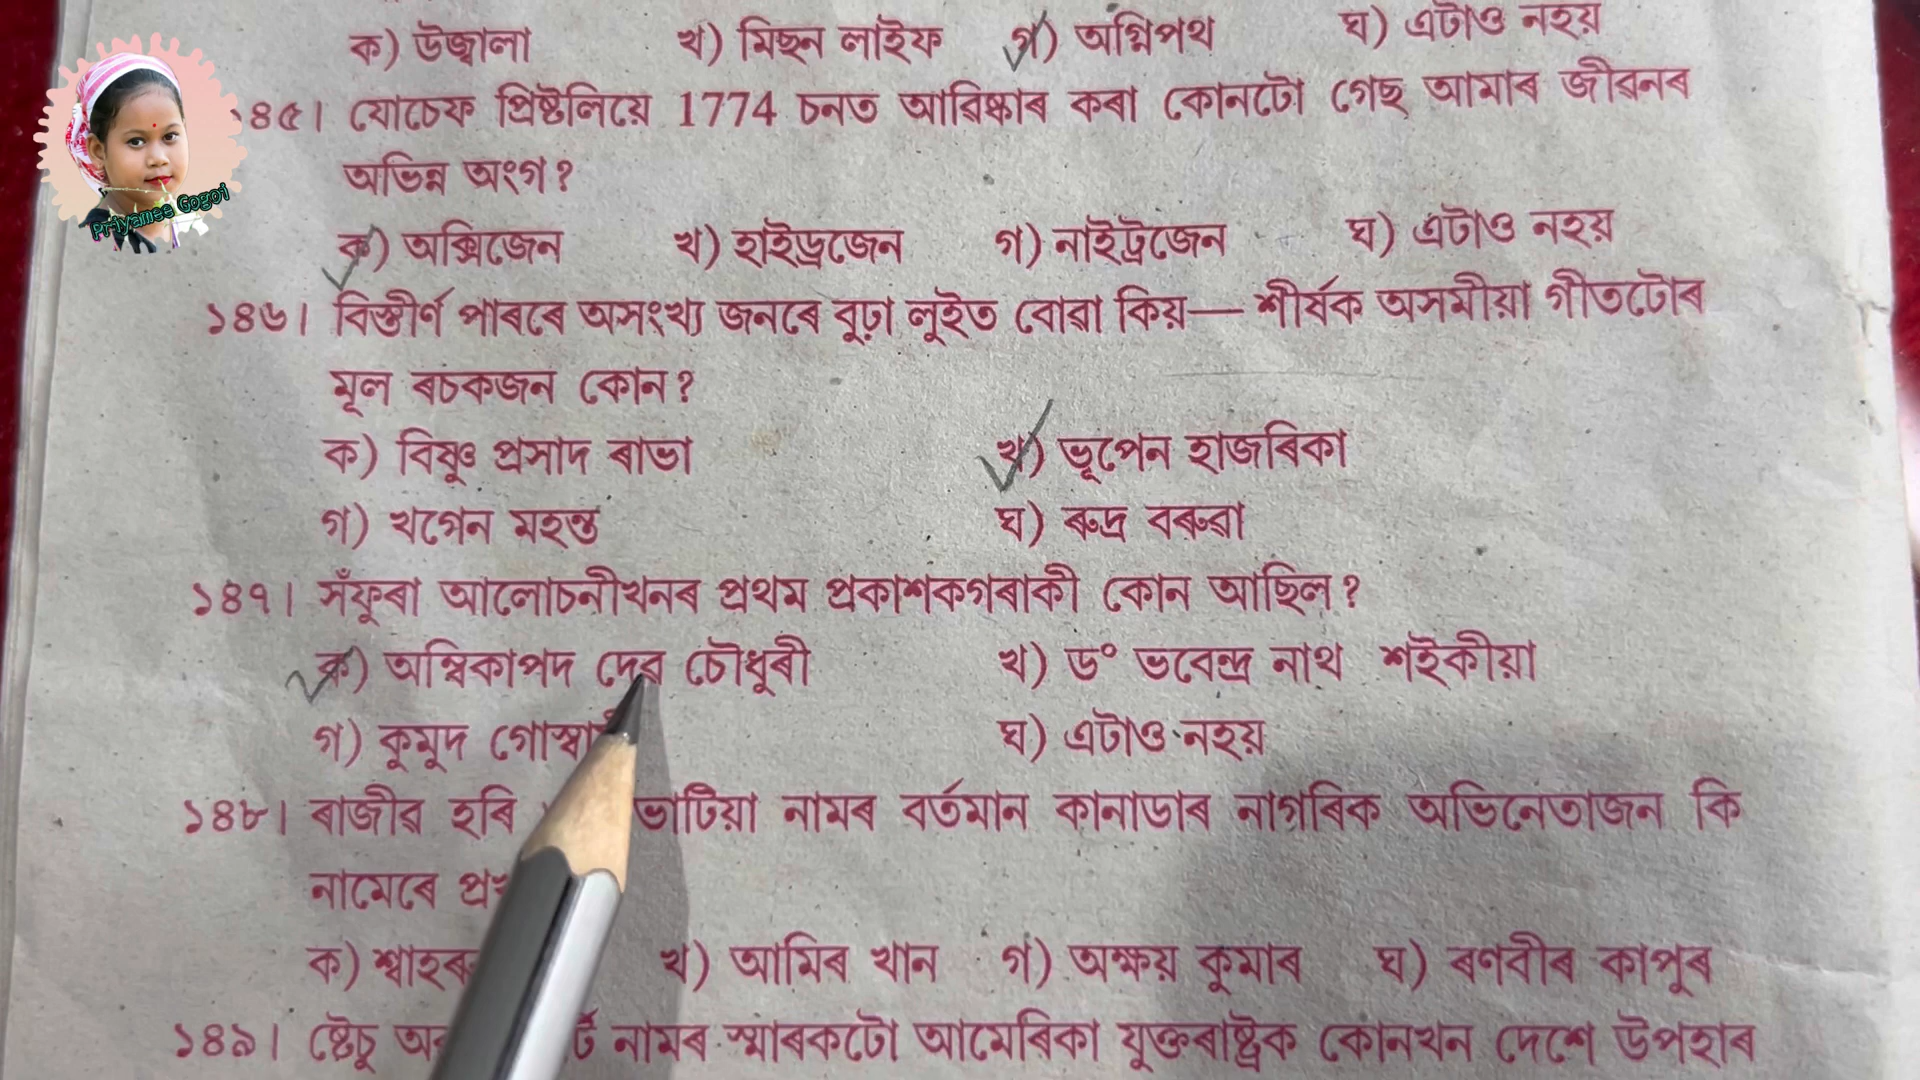 ক) উজ্বালা খ) মিছন লাইফ গ) অগ্নিপথ ঘ) এটাও নহয়
১৪৫। যোচেফ প্ৰিষ্টলিয়ে 1774 চনত আৱিষ্কাৰ কৰা কোনটো গেছ আমাৰ জীৱনৰ
অভিন্ন অংগ?
Priyamee Gogoi
ক) অক্সিজেন খ) হাইড্ৰজেন গ) নাইট্ৰজেন ঘ) এটাও নহয়
১৪৬। বিস্তীৰ্ণ পাৰৰে অসংখ্য জনৰে বুঢ়া লুইত বোৱা কিয়— শীৰ্ষক অসমীয়া গীতটোৰ
মূল ৰচকজন কোন?
ক) বিষ্ণু প্ৰসাদ ৰাভা খ) ভূপেন হাজৰিকা
গ) খগেন মহন্ত ঘ) ৰুদ্ৰ বৰুৱা
১৪৭। সঁফুৰা আলোচনীখনৰ প্ৰথম প্ৰকাশকগৰাকী কোন আছিল?
ক) অম্বিকাপদ দেৱ চৌধুৰী খ) ড° ভবেন্দ্ৰ নাথ শইকীয়া
গ) কুমুদ ঘ) এটাও নহয়
১৪৮। ৰাজীৱ হৰি ভাটিয়া নামৰ বৰ্তমান কানাডাৰ নাগৰিক অভিনেতাজন কি
নামেৰে
ক) খ) আমিৰ খান গ) অক্ষয় কুমাৰ ঘ) ৰণবীৰ কাপুৰ
১৪৯। ষ্টেচু নামৰ স্মাৰকটো আমেৰিকা যুক্তৰাষ্ট্ৰক কোনখন দেশে উপহাৰ